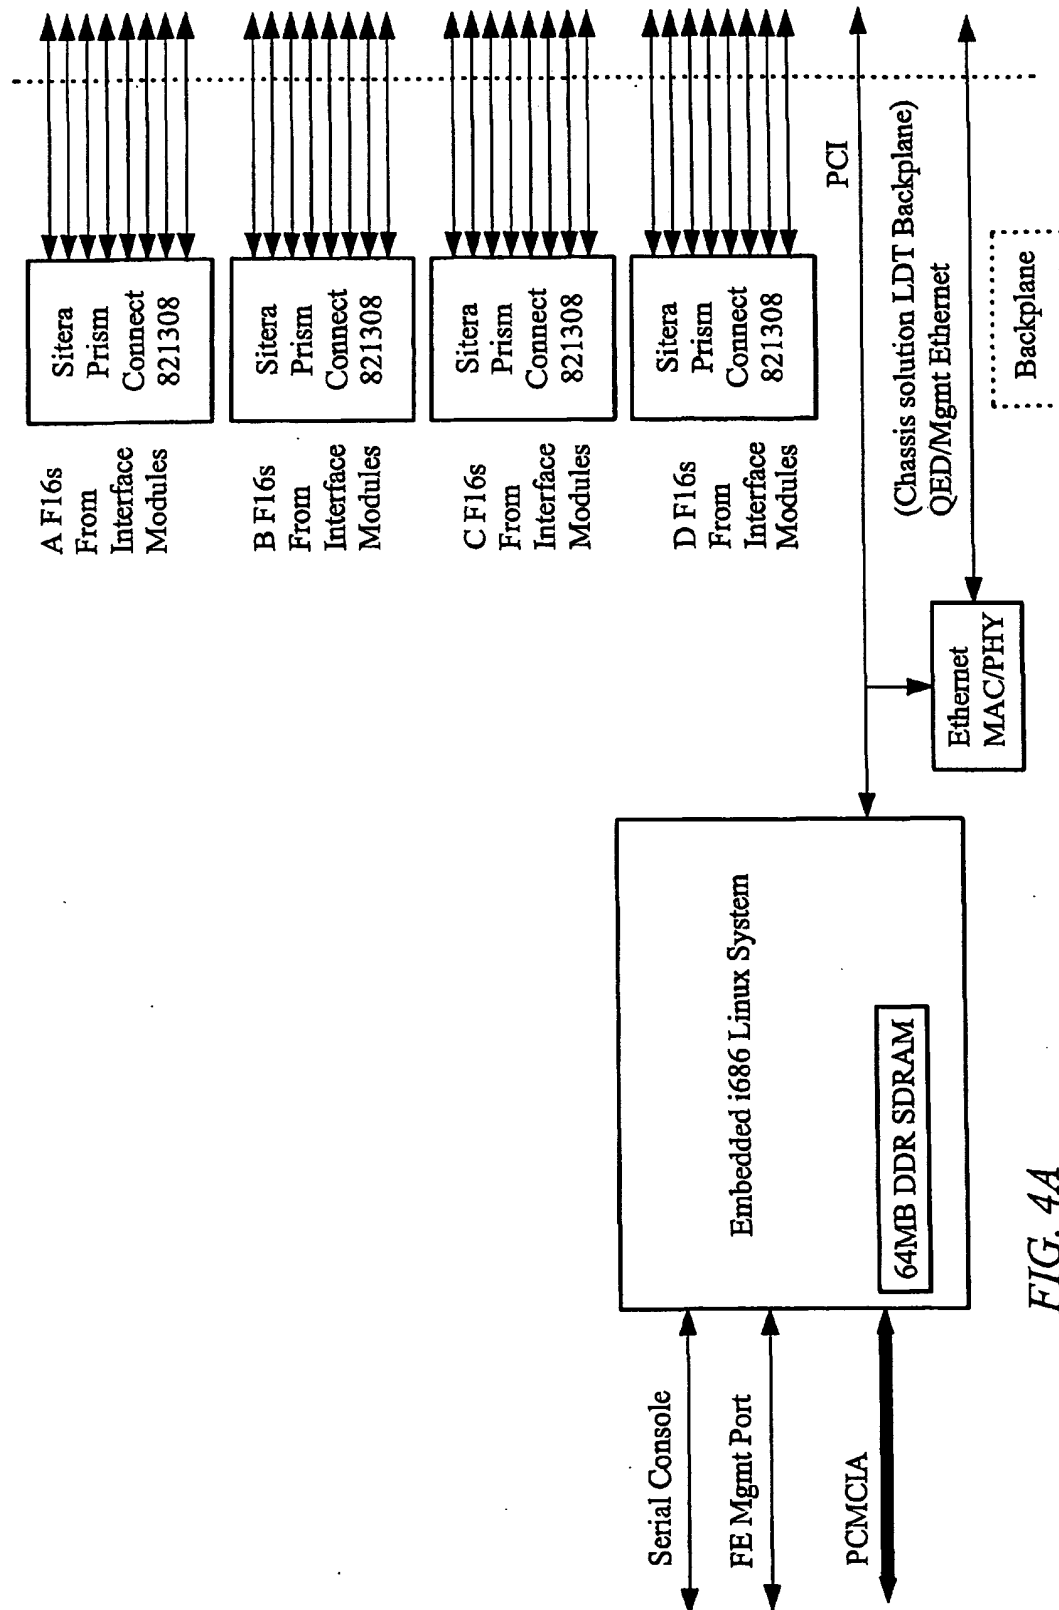 A F16s
From
Interface
Modules
Sitera
Prism
Connect
821308
B F16s
From
Interface
Modules
Sitera
Prism
Connect
821308
C F16s
From
Interface
Modules
Sitera
Prism
Connect
821308
D F16s
From
Interface
Modules
Sitera
Prism
Connect
821308
PCI
(Chassis solution LDT Backplane)
QED/Mgmt Ethernet
Backplane
Ethernet
MAC/PHY
Embedded i686 Linux System
64MB DDR SDRAM
Serial Console
FE Mgmt Port
PCMCIA
FIG. 4A